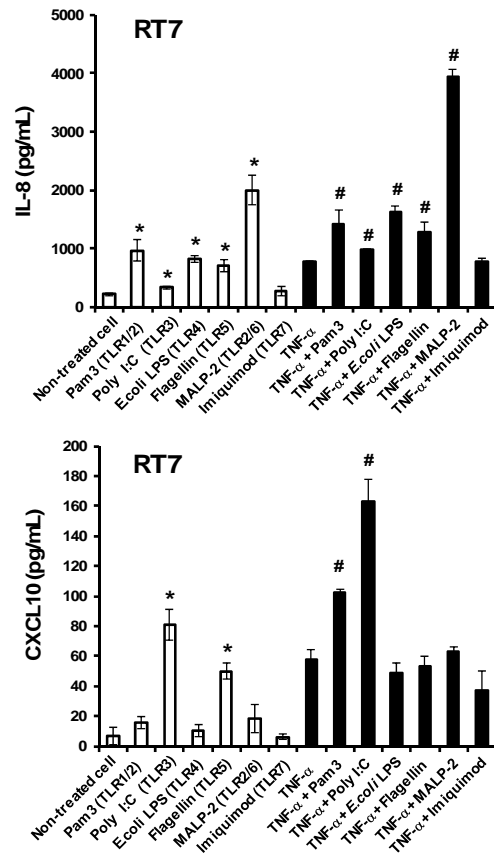 RT7
IL-8 (pg/mL)
5000
4000
3000
2000
1000
0
*
*
*
*
*
#
#
#
#
#
Non-treated cell
Pam3 (TLR1/2)
Poly I:C (TLR3)
Ecoli LPS (TLR4)
Flagellin (TLR5)
MALP-2 (TLR2/6)
Imiquimod (TLR7)
TNF-α
TNF-α + Pam3
TNF-α + Poly I:C
TNF-α + E.coli LPS
TNF-α + Flagellin
TNF-α + MALP-2
TNF-α + Imiquimod
RT7
CXCL10 (pg/mL)
200
180
160
140
120
100
80
60
40
20
0
*
*
#
#
Non-treated cell
Pam3 (TLR1/2)
Poly I:C (TLR3)
Ecoli LPS (TLR4)
Flagellin (TLR5)
MALP-2 (TLR2/6)
Imiquimod (TLR7)
TNF-α
TNF-α + Pam3
TNF-α + Poly I:C
TNF-α + E.coli LPS
TNF-α + Flagellin
TNF-α + MALP-2
TNF-α + Imiquimod